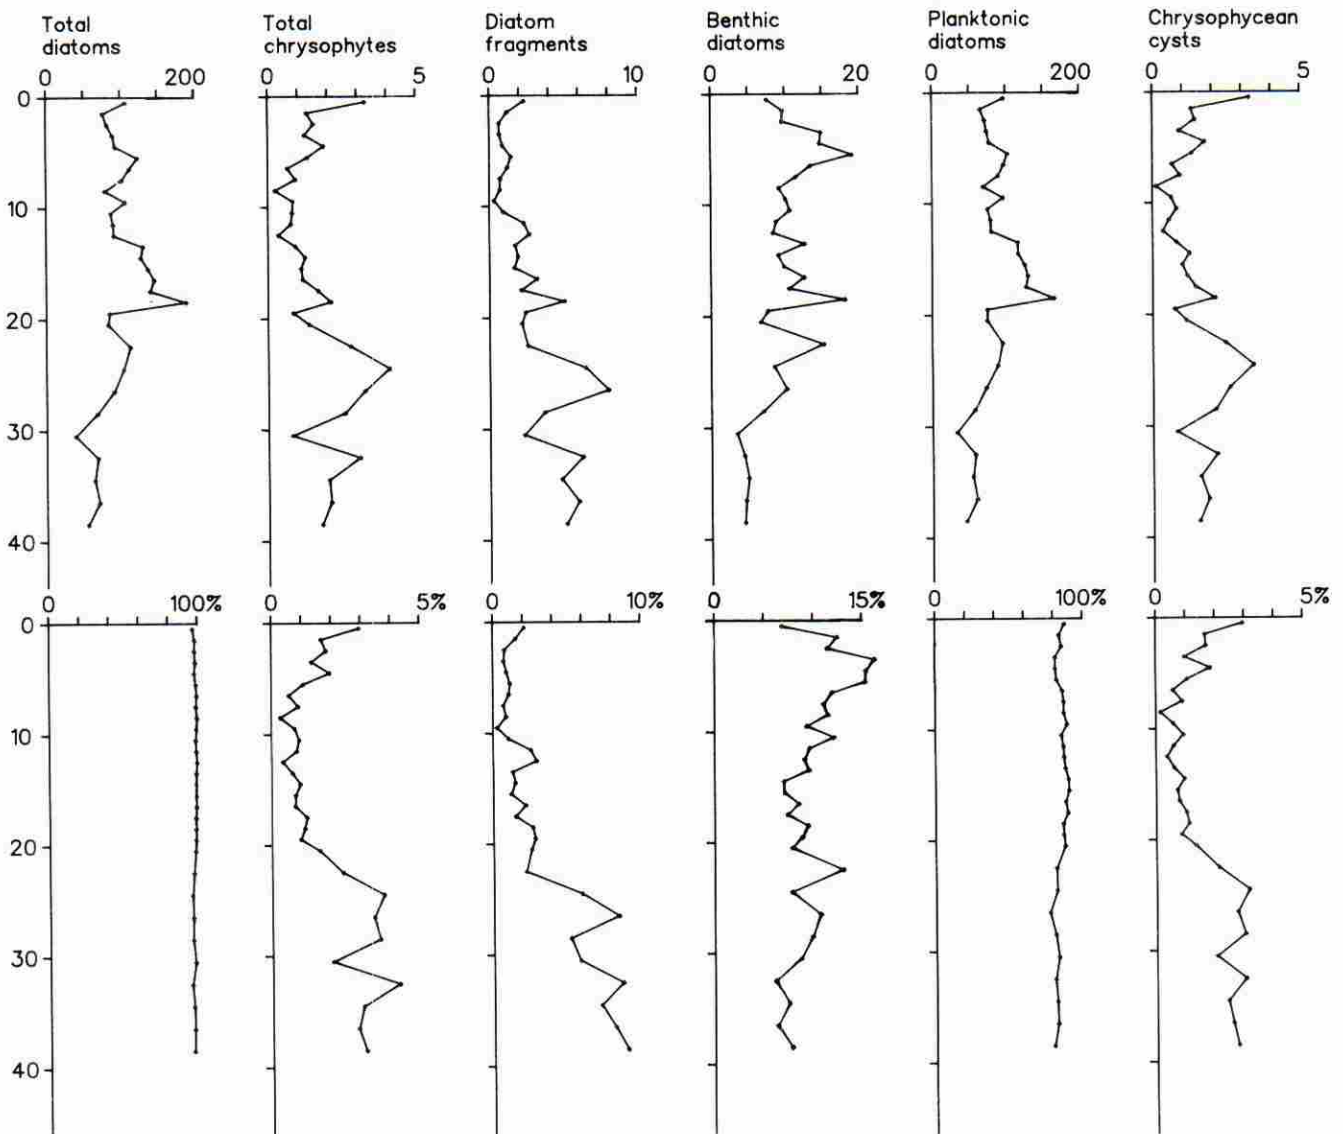 Total
diatoms
Total
chrysophytes
Diatom
fragments
Benthic
diatoms
Planktonic
diatoms
Chrysophycean
cysts
0 200
0 5
0 10
0 20
0 200
0 5
0
10
20
30
40
0 100%
0 5%
0 10%
0 15%
0 100%
0 5%
0
10
20
30
40